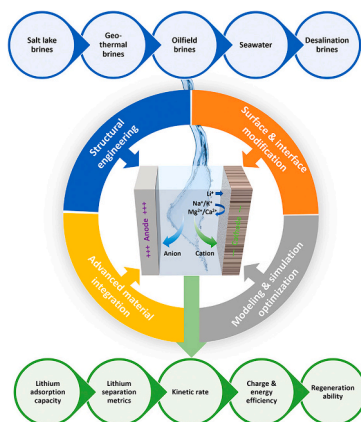 Salt lake
brines
Geo-
thermal
brines
Oilfield
brines
Seawater
Desalination
brines
Structural
engineering
Surface & interface
modification
Li⁺
Na⁺/K⁺
Mg²⁺/Ca²⁺
+++ Anode +++
Anion
Cation
Advanced material
integration
Modeling & simulation
optimization
Lithium
adsorption
capacity
Lithium
separation
metrics
Kinetic rate
Charge &
energy
efficiency
Regeneration
ability